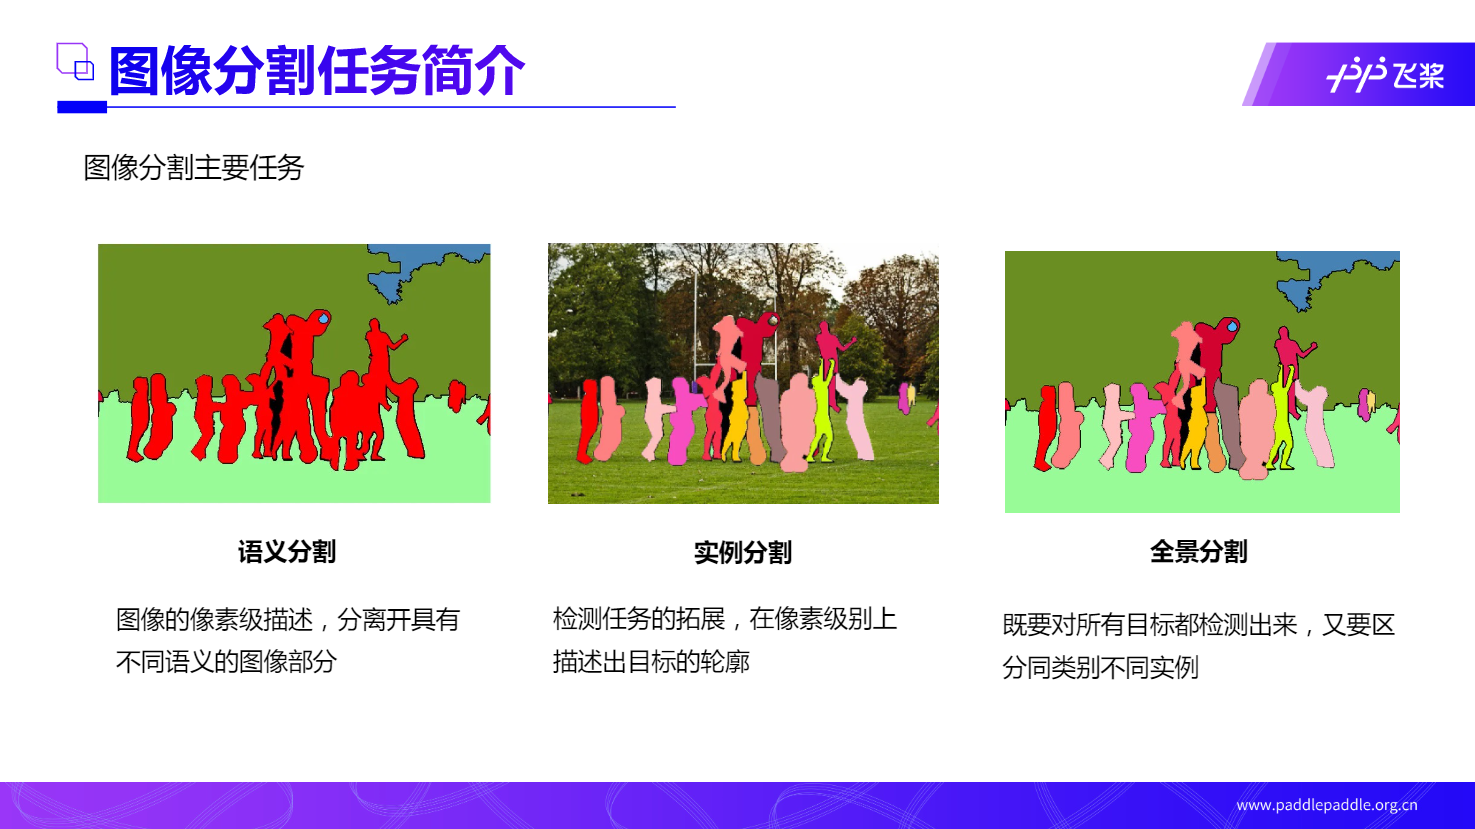 图像分割任务简介
飞桨
图像分割主要任务
语义分割
图像的像素级描述，分离开具有
不同语义的图像部分
实例分割
检测任务的拓展，在像素级别上
描述出目标的轮廓
全景分割
既要对所有目标都检测出来，又要区
分同类别不同实例
www.paddlepaddle.org.cn